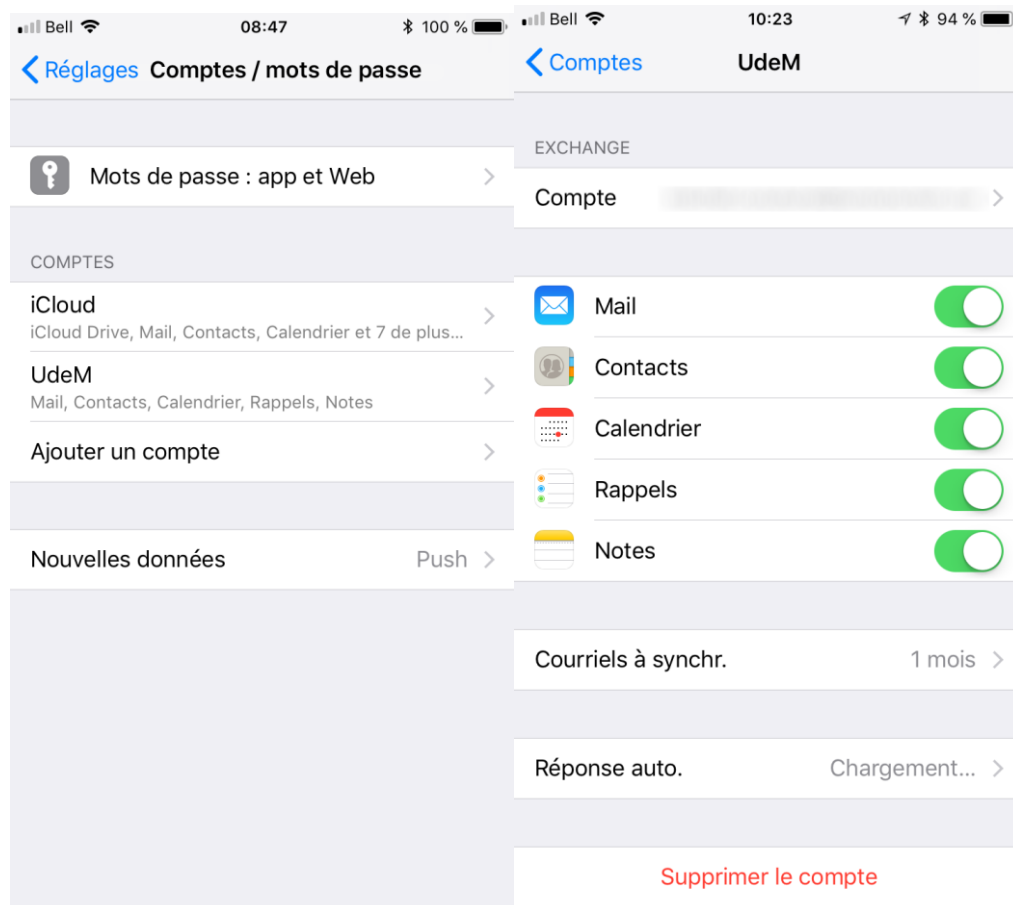 Bell 08:47 100 %
Réglages Comptes / mots de passe
Mots de passe : app et Web
COMPTES
iCloud
iCloud Drive, Mail, Contacts, Calendrier et 7 de plus...
UdeM
Mail, Contacts, Calendrier, Rappels, Notes
Ajouter un compte
Nouvelles données Push
Bell 10:23 94 %
Comptes UdeM
EXCHANGE
Compte
Mail
Contacts
Calendrier
Rappels
Notes
Courriels à synchr. 1 mois
Réponse auto. Chargement...
Supprimer le compte